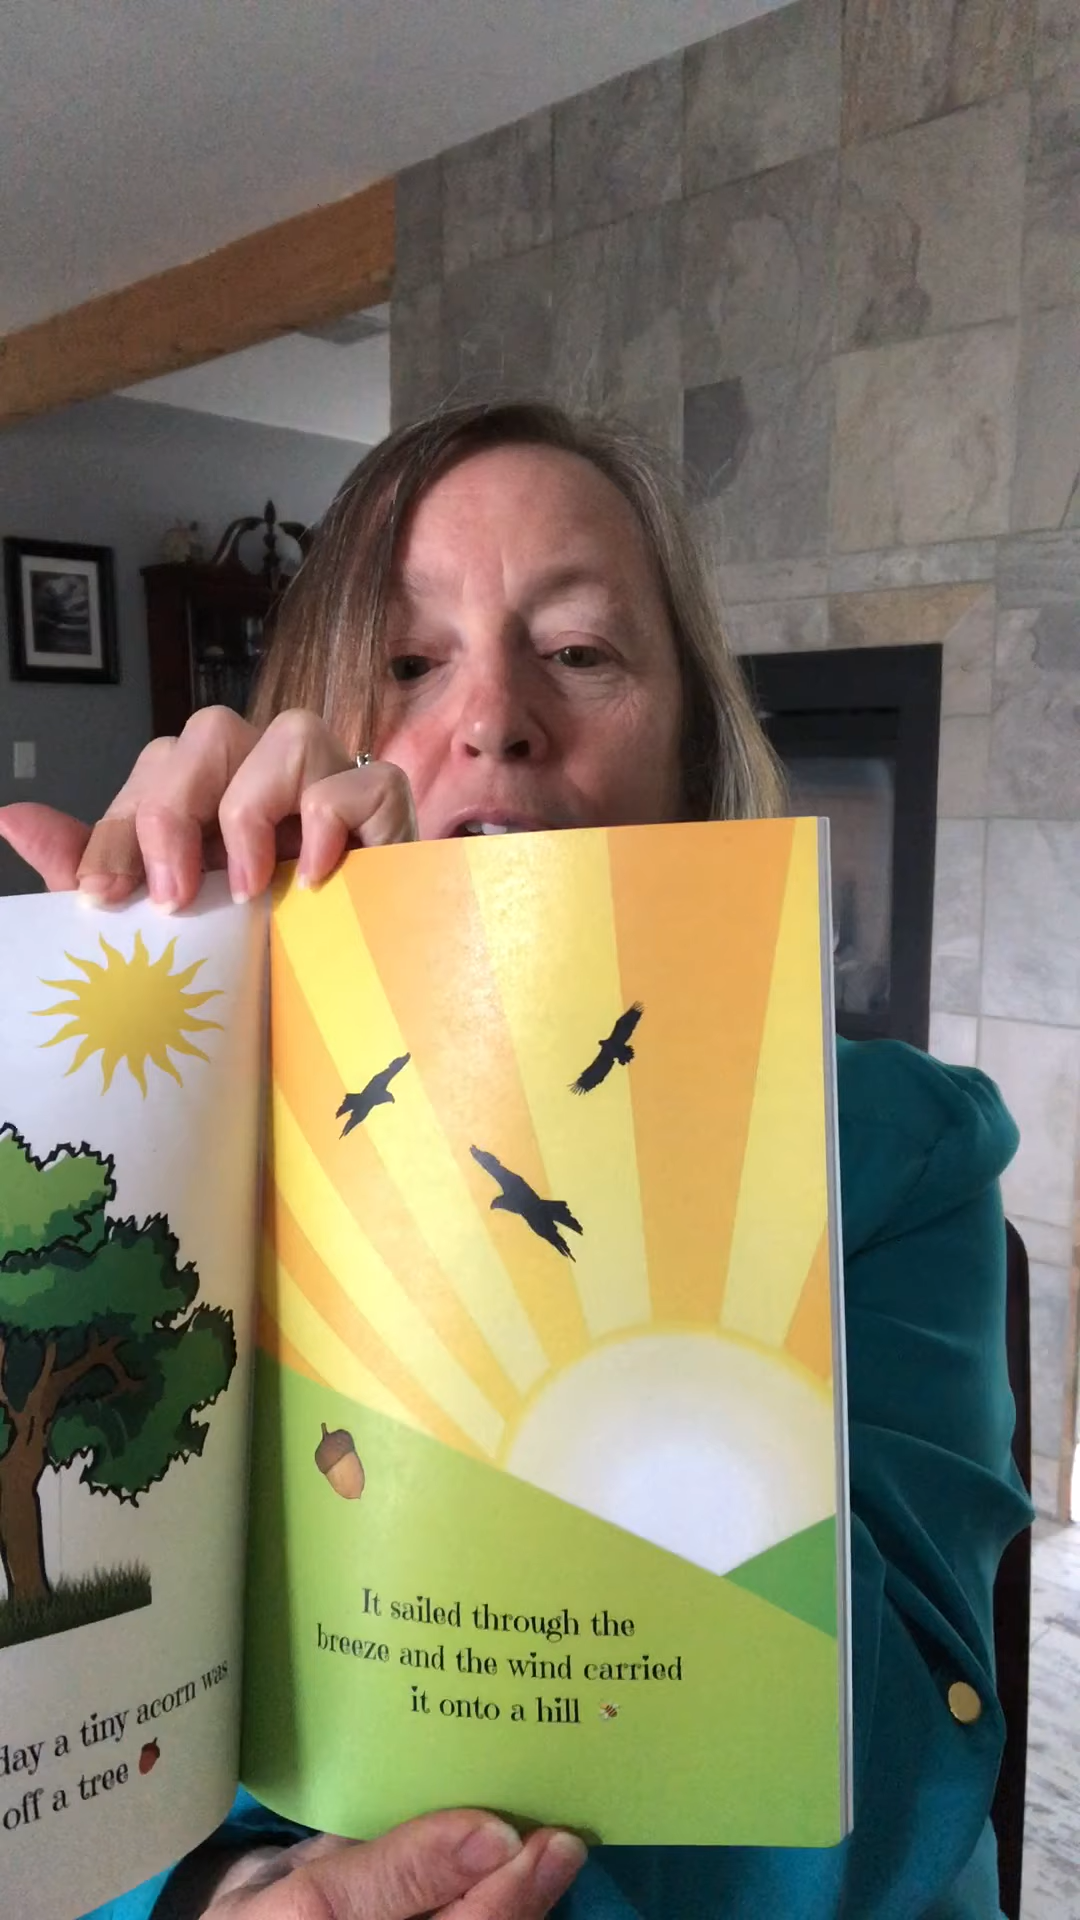 day a tiny acorn was
off a tree
It sailed through the
breeze and the wind carried
it onto a hill